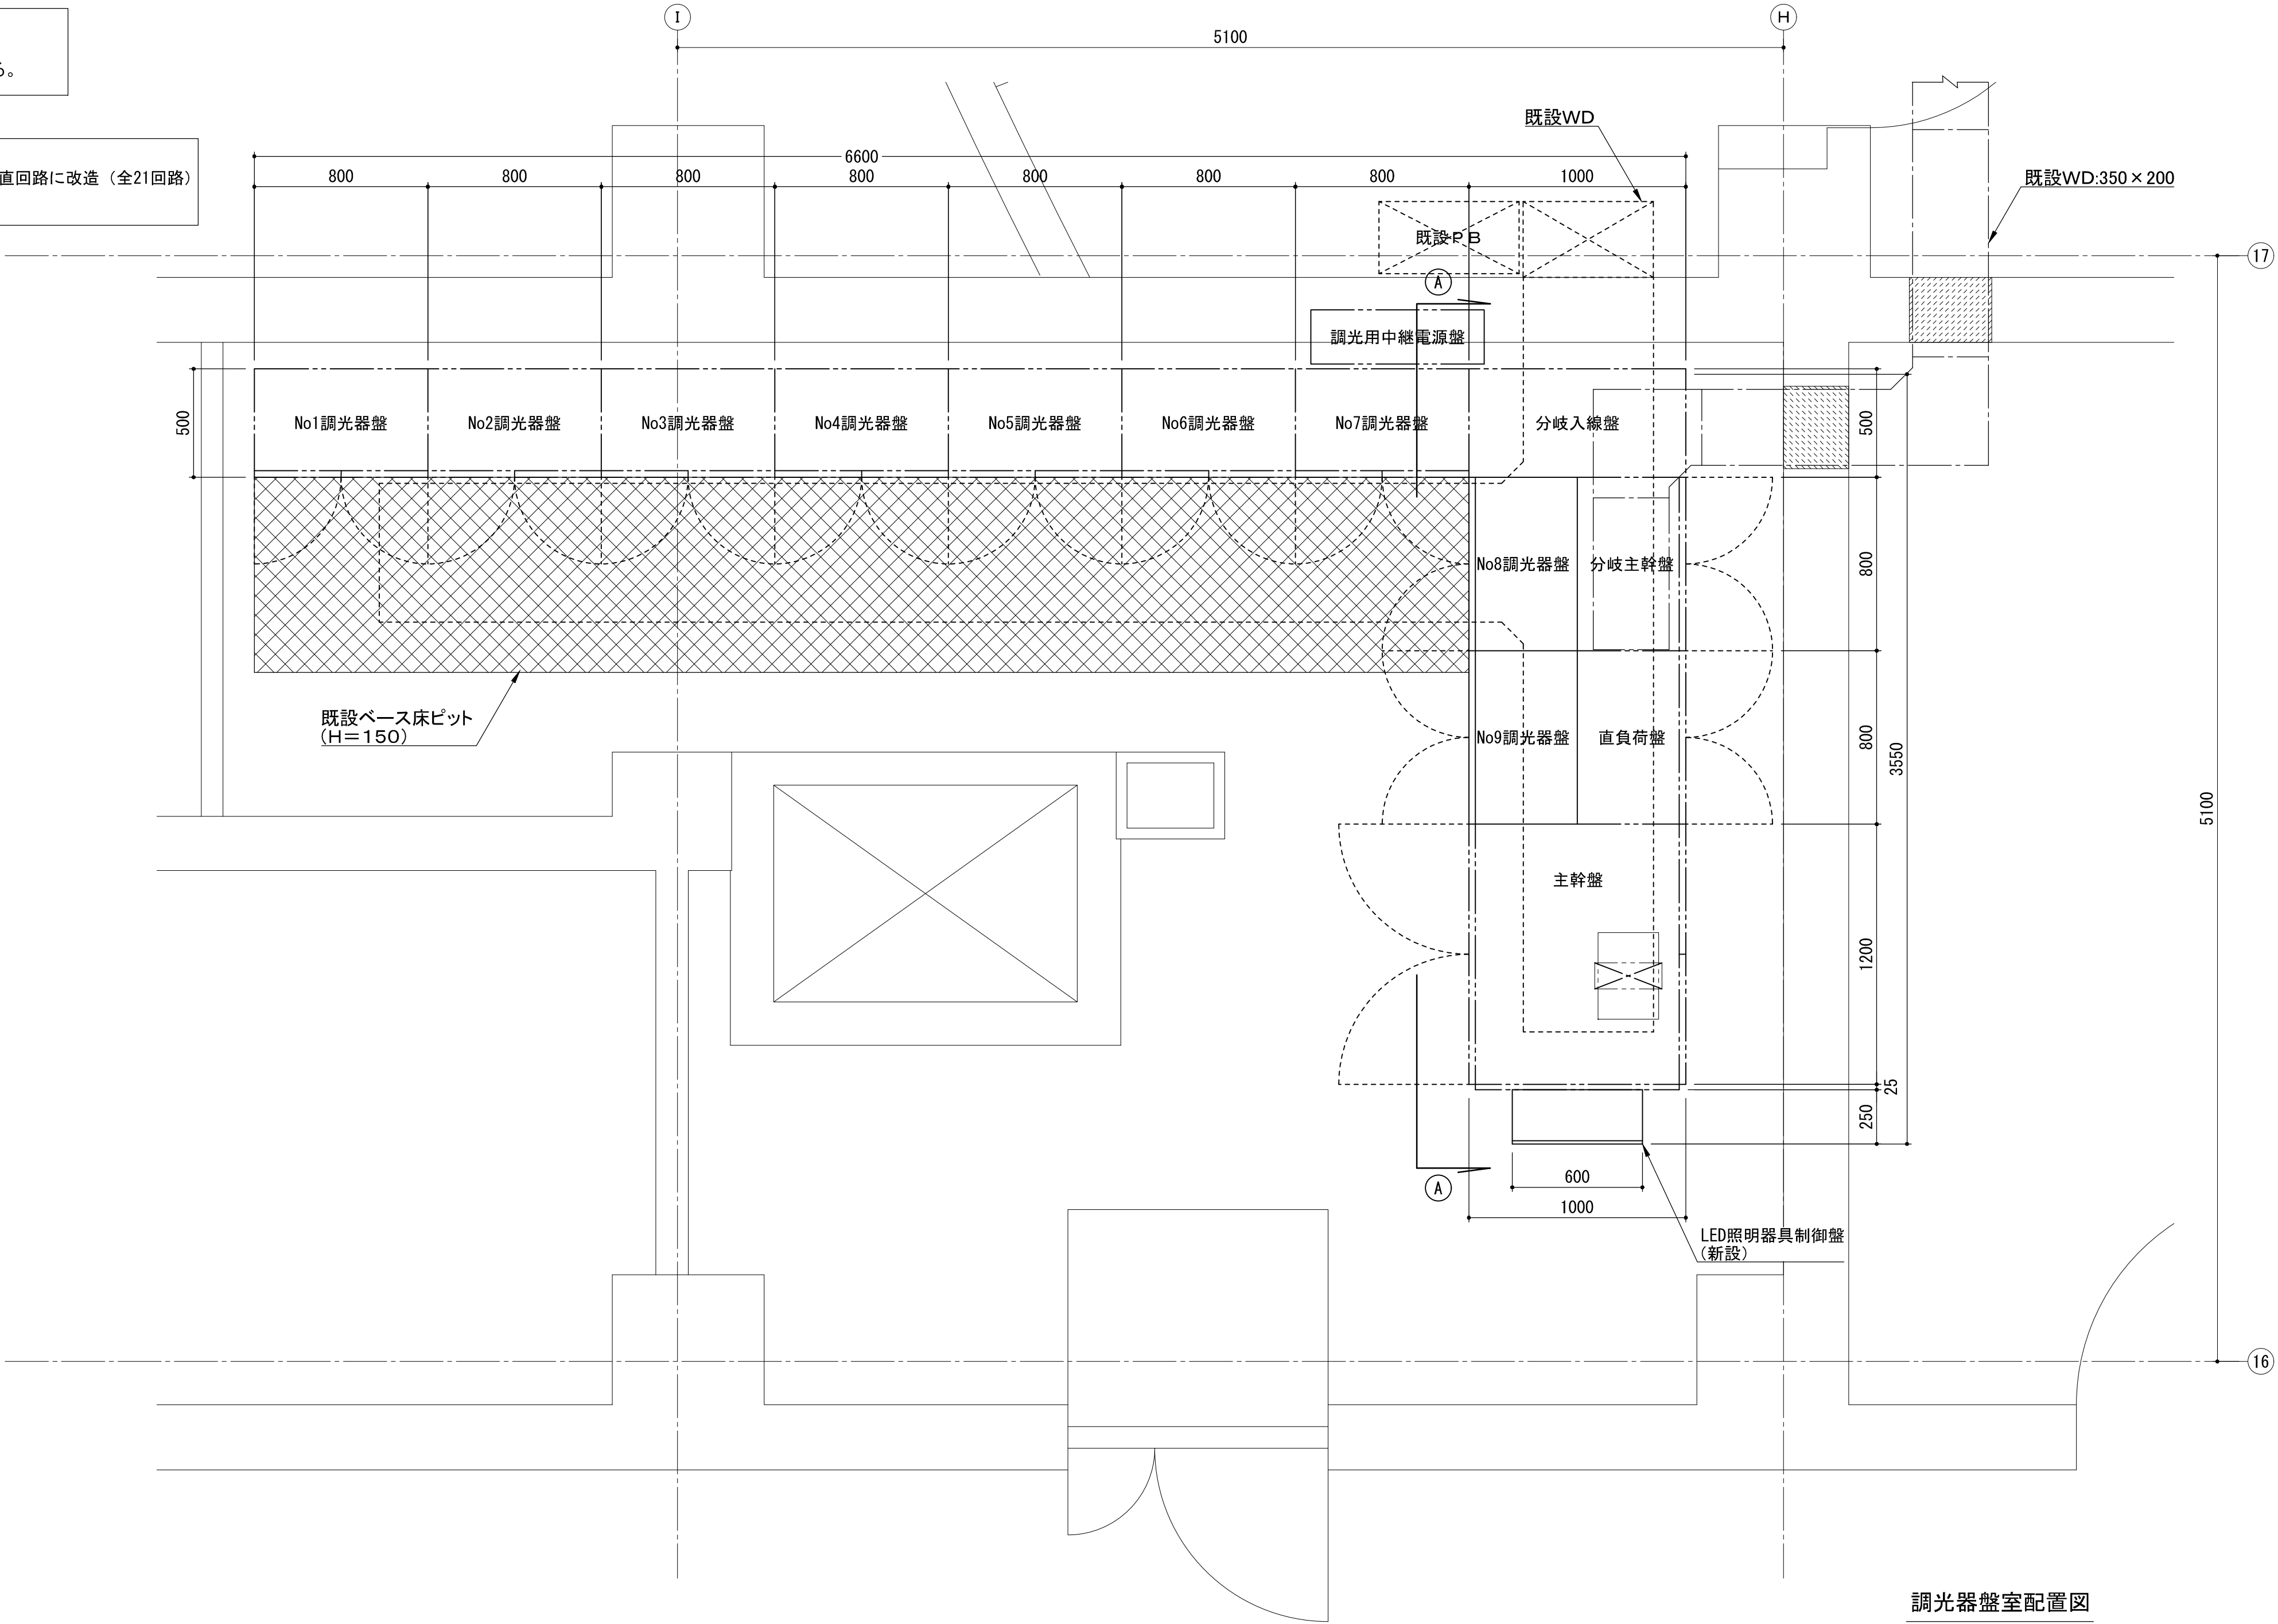 る。
直回路に改造（全21回路）
I
H
5100
既設WD
6600
800
800
800
800
800
800
800
1000
既設WD:350×200
既設PB
17
A
調光用中継電源盤
500
No1調光器盤
No2調光器盤
No3調光器盤
No4調光器盤
No5調光器盤
No6調光器盤
No7調光器盤
分岐入線盤
500
No8調光器盤
分岐主幹盤
800
既設ベース床ピット
(H=150)
No9調光器盤
直負荷盤
800
3550
5100
主幹盤
1200
25
250
A
600
1000
LED照明器具制御盤
(新設)
16
調光器盤室配置図